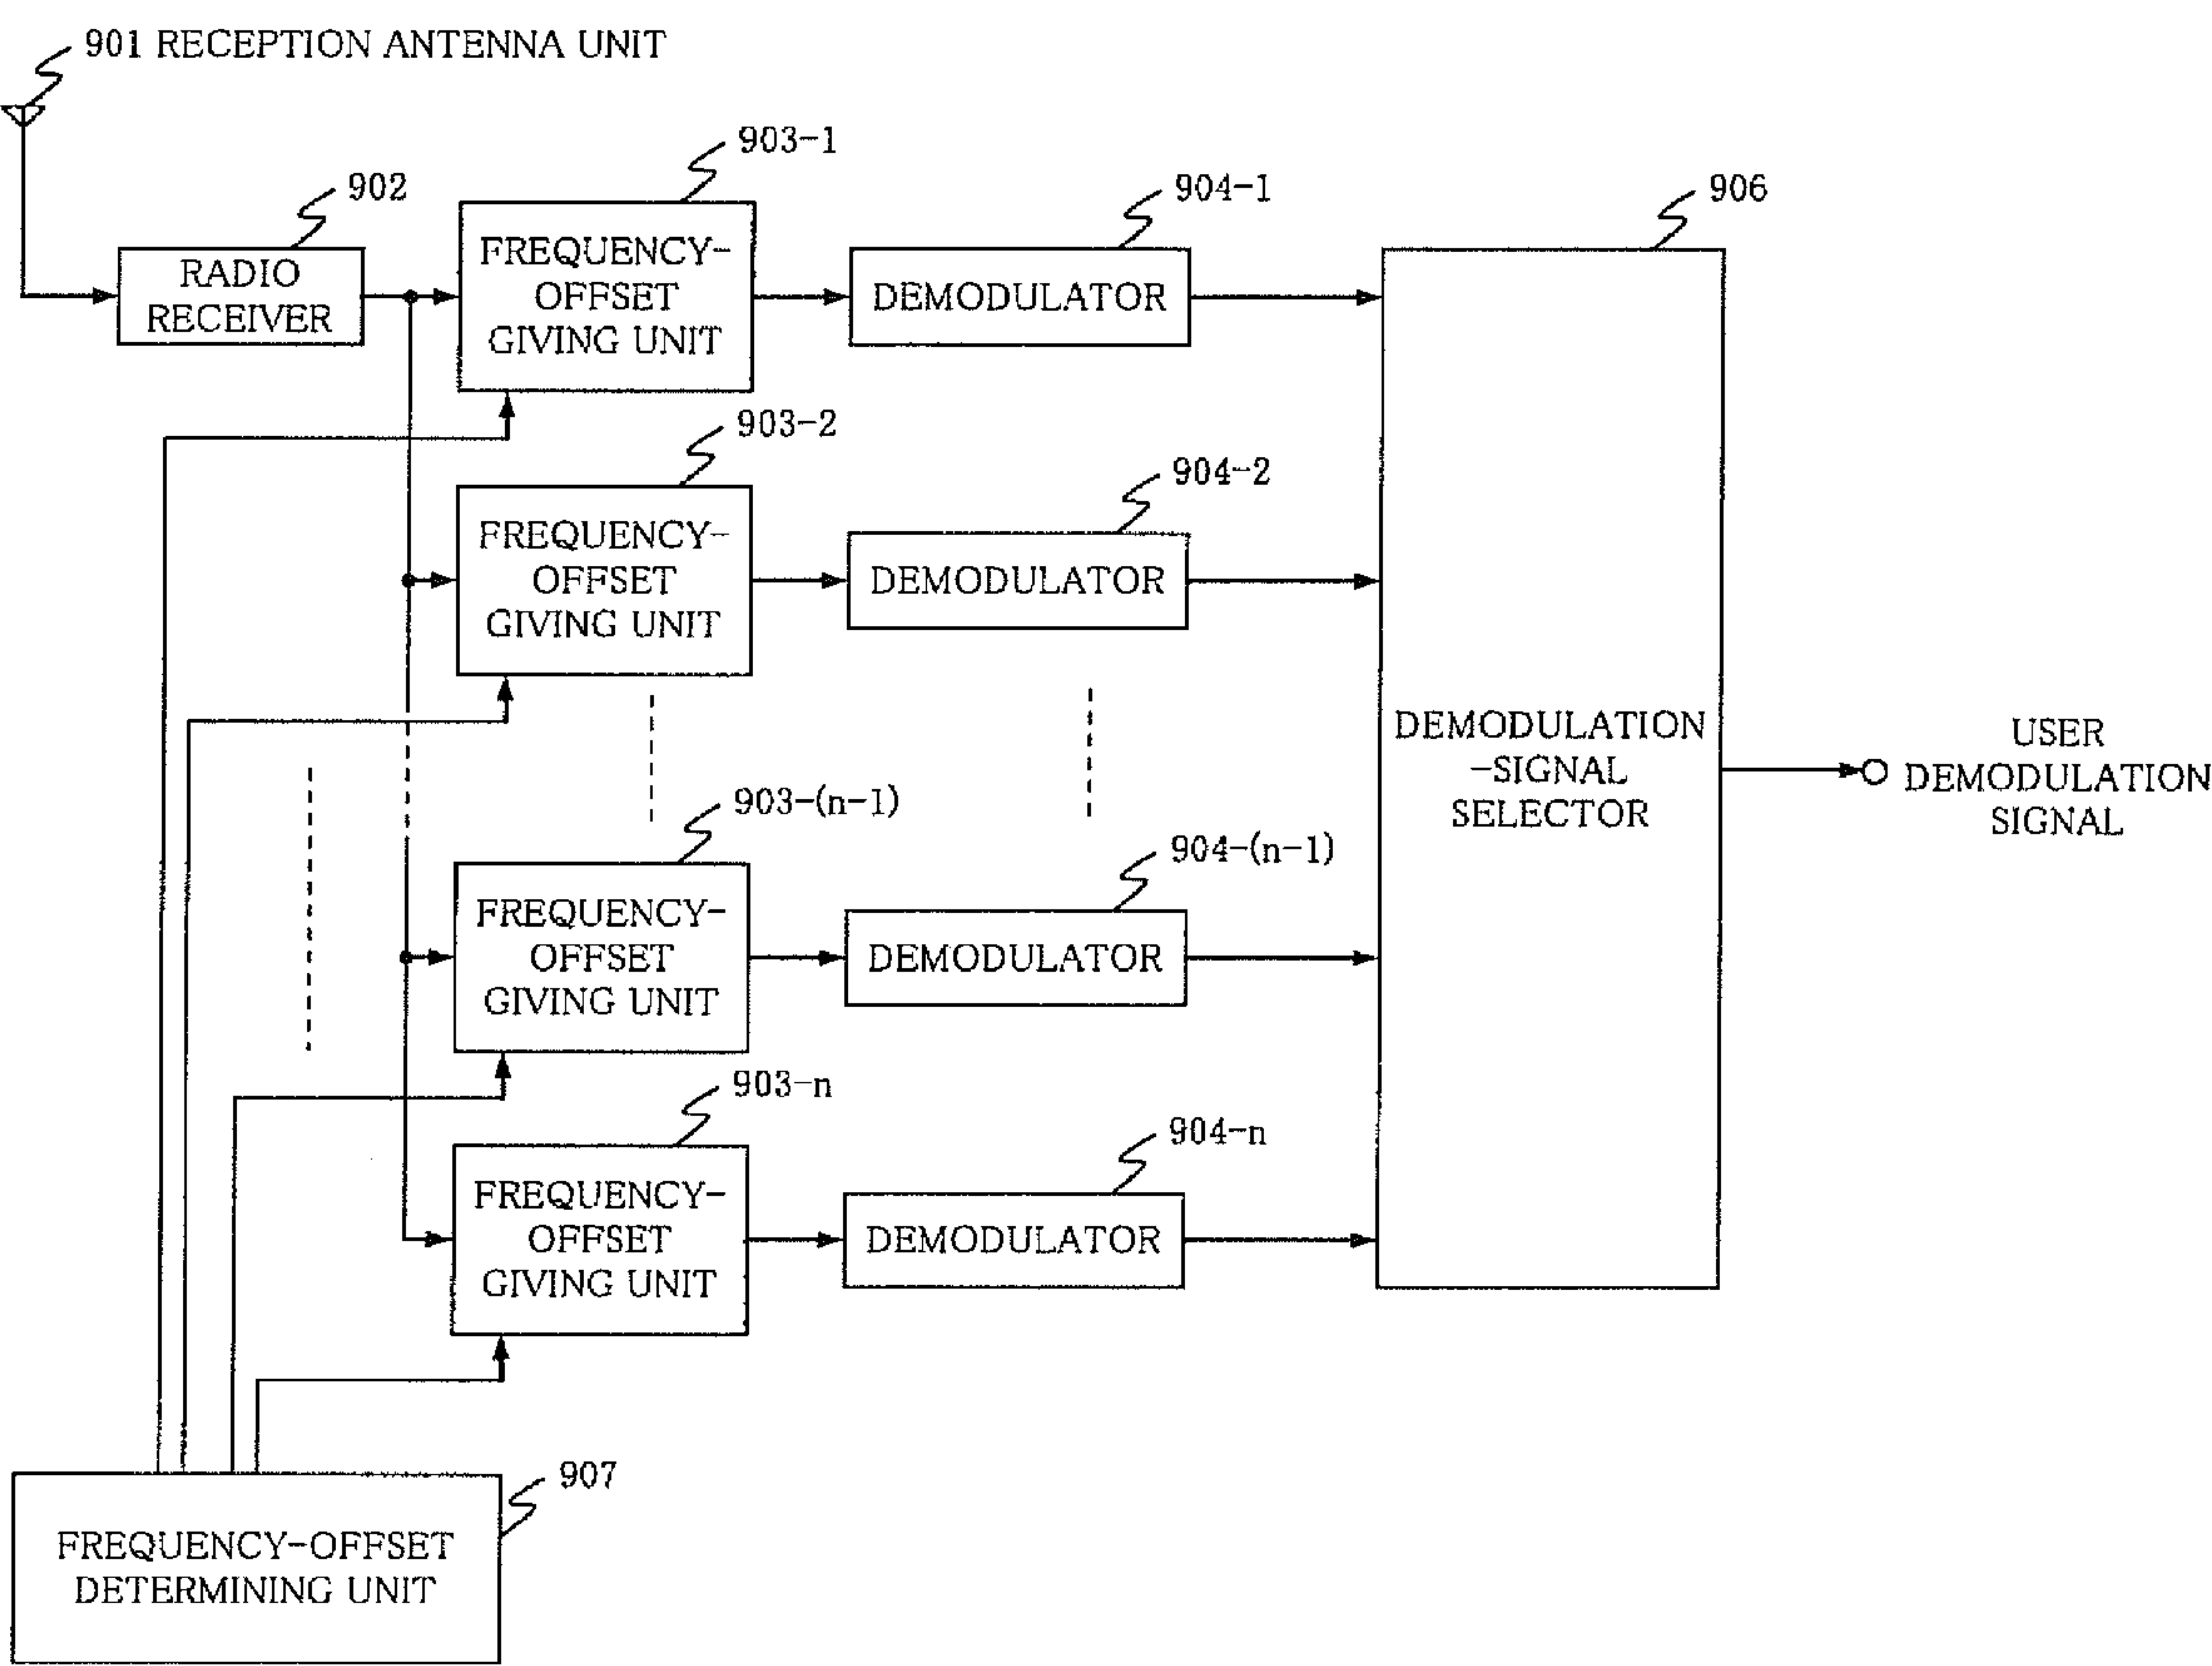 901 RECEPTION ANTENNA UNIT
903-1
902
904-1
906
RADIO
RECEIVER
FREQUENCY-
OFFSET
GIVING UNIT
DEMODULATOR
903-2
904-2
FREQUENCY-
OFFSET
GIVING UNIT
DEMODULATOR
DEMODULATION
-SIGNAL
SELECTOR
USER
DEMODULATION
SIGNAL
903-(n-1)
904-(n-1)
FREQUENCY-
OFFSET
GIVING UNIT
DEMODULATOR
903-n
904-n
FREQUENCY-
OFFSET
GIVING UNIT
DEMODULATOR
907
FREQUENCY-OFFSET
DETERMINING UNIT